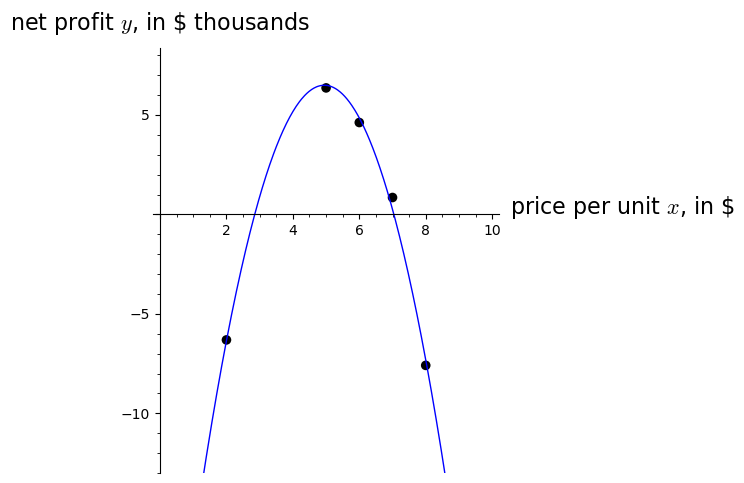 net profit y, in $ thousands
5
price per unit x, in $
2 4 6 8 10
−5
−10